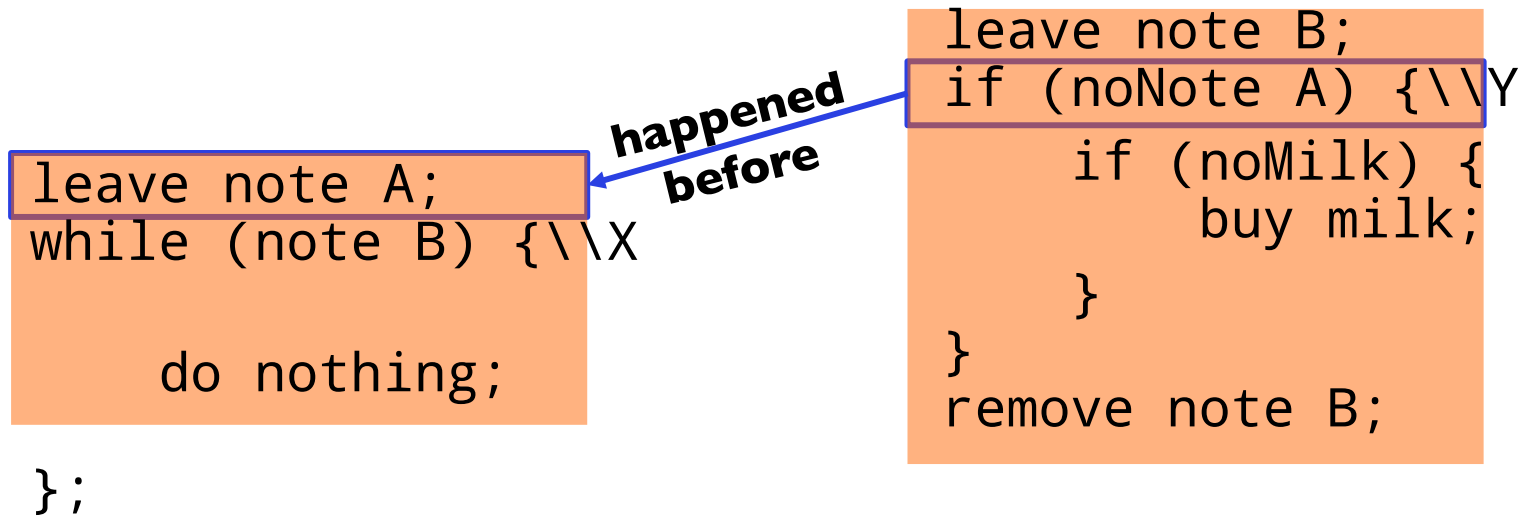 leave note A;
while (note B) {\\X
do nothing;
};
happened
before
leave note B;
if (noNote A) {\\Y
if (noMilk) {
buy milk;
}
}
remove note B;